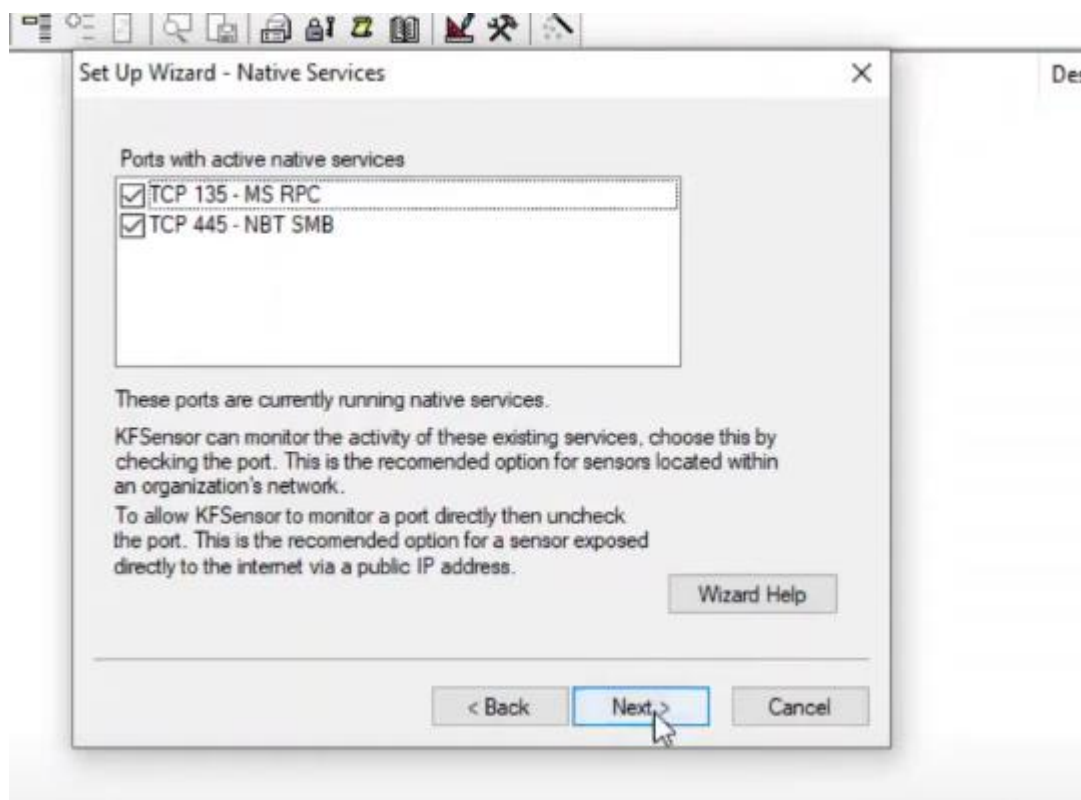 Set Up Wizard - Native Services
Des
Ports with active native services
TCP 135 - MS RPC
TCP 445 - NBT SMB
These ports are currently running native services.
KFSensor can monitor the activity of these existing services, choose this by
checking the port. This is the recomended option for sensors located within
an organization's network.
To allow KFSensor to monitor a port directly then uncheck
the port. This is the recomended option for a sensor exposed
directly to the internet via a public IP address.
Wizard Help
< Back
Next >
Cancel